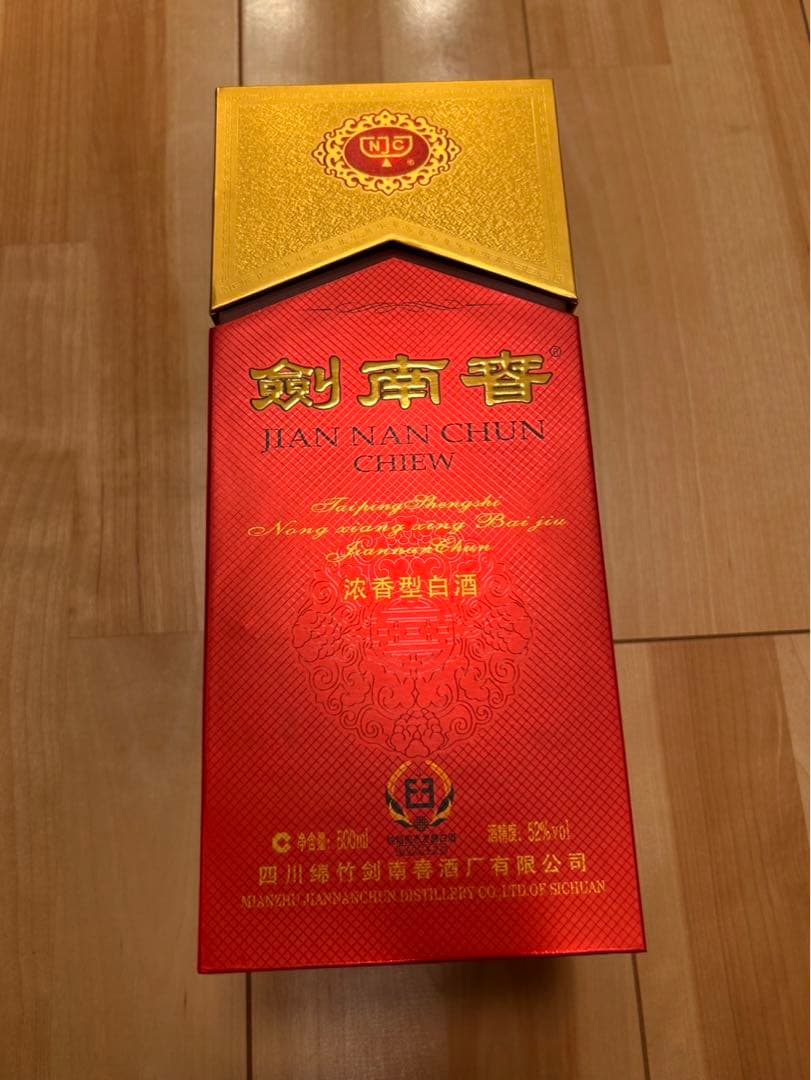 NJC
®
劍南春®
JIAN NAN CHUN
CHIEW
Taiping Shengshi
Nong xiang xing Bai jiu
Jiannan Chun
浓香型白酒
C 净含量: 500ml 酒精度: 52%vol
四川绵竹剑南春酒厂有限公司
MIANZHU JIANNANCHUN DISTILLERY CO.,LTD.OF SICHUAN